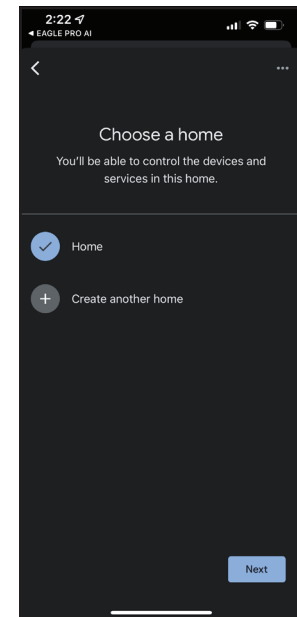 2:22
◀ EAGLE PRO AI
Choose a home
You'll be able to control the devices and
services in this home.
Home
Create another home
Next